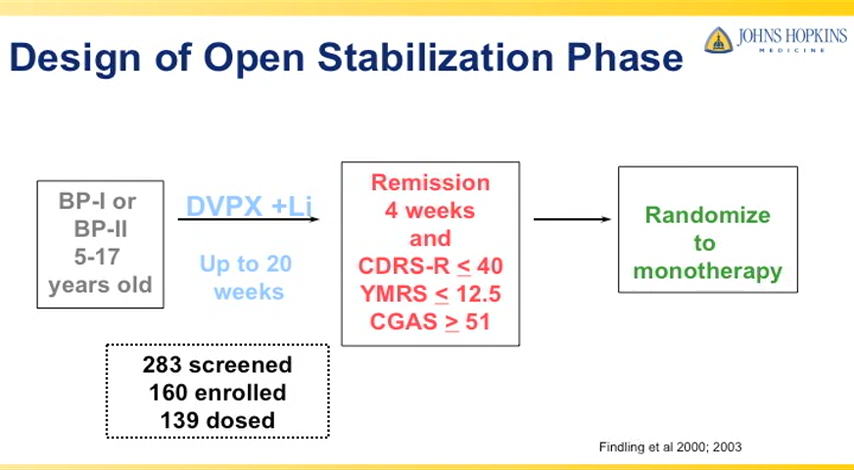 JOHNS HOPKINS
MEDICINE
Design of Open Stabilization Phase
BP-I or
BP-II
5-17
years old
DVPX +Li
Up to 20
weeks
Remission
4 weeks
and
CDRS-R ≤ 40
YMRS ≤ 12.5
CGAS ≥ 51
Randomize
to
monotherapy
283 screened
160 enrolled
139 dosed
Findling et al 2000; 2003